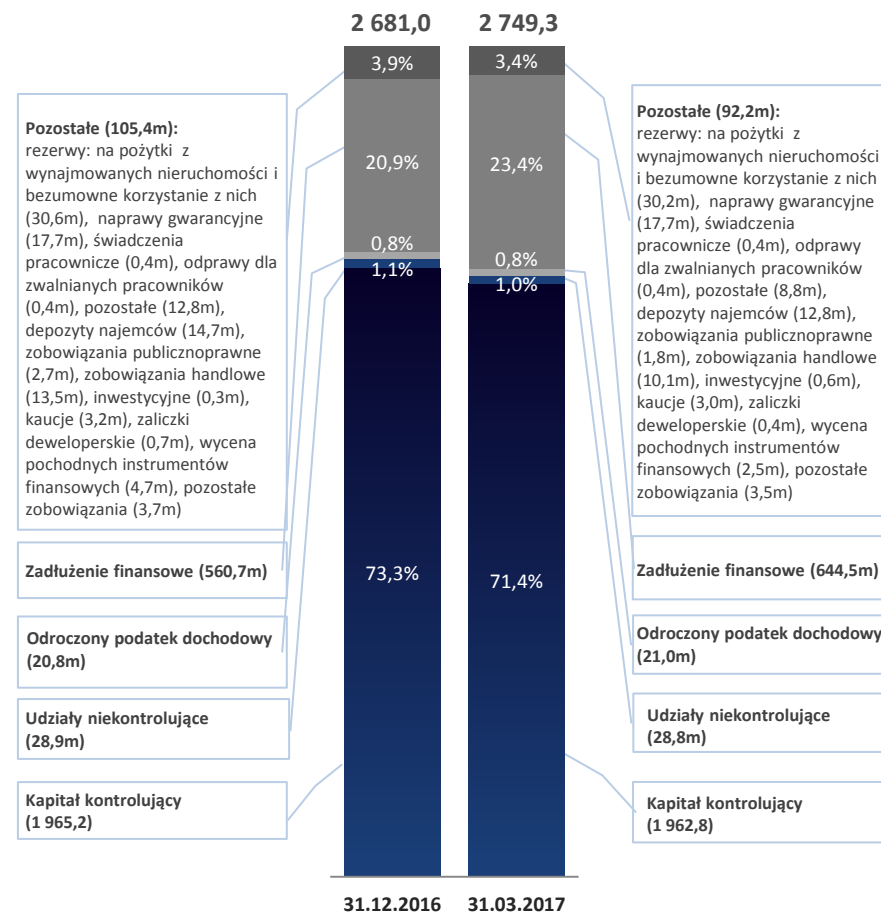 2 681,0 2 749,3
3,9% 3,4%
20,9% 23,4%
0,8% 0,8%
1,1% 1,0%
73,3% 71,4%
31.12.2016 31.03.2017
Pozostałe (105,4m):
rezerwy: na pożytki z
wynajmowanych nieruchomości i
bezumowne korzystanie z nich
(30,6m), naprawy gwarancyjne
(17,7m), świadczenia
pracownicze (0,4m), odprawy dla
zwalnianych pracowników
(0,4m), pozostałe (12,8m),
depozyty najemców (14,7m),
zobowiązania publicznoprawne
(2,7m), zobowiązania handlowe
(13,5m), inwestycyjne (0,3m),
kaucje (3,2m), zaliczki
deweloperskie (0,7m), wycena
pochodnych instrumentów
finansowych (4,7m), pozostałe
zobowiązania (3,7m)
Zadłużenie finansowe (560,7m)
Odroczony podatek dochodowy
(20,8m)
Udziały niekontrolujące
(28,9m)
Kapitał kontrolujący
(1 965,2)
Pozostałe (92,2m):
rezerwy: na pożytki z
wynajmowanych nieruchomości
i bezumowne korzystanie z nich
(30,2m), naprawy gwarancyjne
(17,7m), świadczenia
pracownicze (0,4m), odprawy
dla zwalnianych pracowników
(0,4m), pozostałe (8,8m),
depozyty najemców (12,8m),
zobowiązania publicznoprawne
(1,8m), zobowiązania handlowe
(10,1m), inwestycyjne (0,6m),
kaucje (3,0m), zaliczki
deweloperskie (0,4m), wycena
pochodnych instrumentów
finansowych (2,5m), pozostałe
zobowiązania (3,5m)
Zadłużenie finansowe (644,5m)
Odroczony podatek dochodowy
(21,0m)
Udziały niekontrolujące
(28,8m)
Kapitał kontrolujący
(1 962,8)